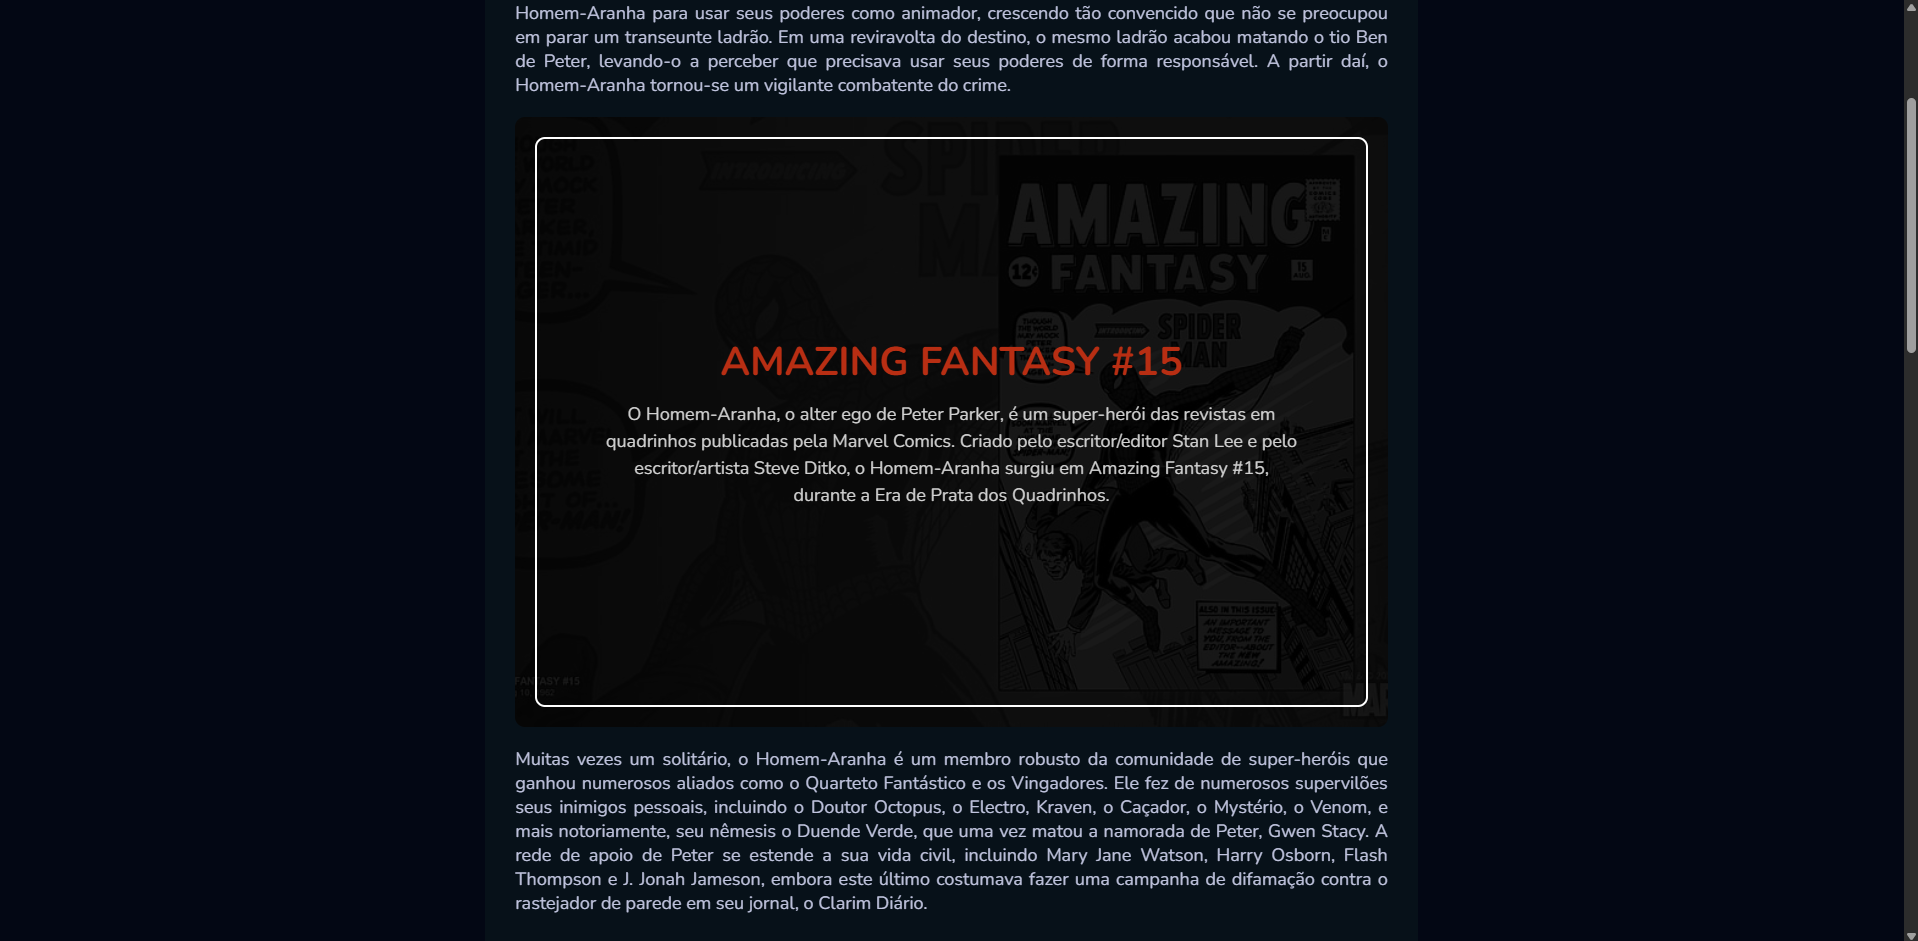 Homem-Aranha para usar seus poderes como animador, crescendo tão convencido que não se preocupou
em parar um transeunte ladrão. Em uma reviravolta do destino, o mesmo ladrão acabou matando o tio Ben
de Peter, levando-o a perceber que precisava usar seus poderes de forma responsável. A partir daí, o
Homem-Aranha tornou-se um vigilante combatente do crime.
INTRODUCING
SPIDER
AMAZING
12¢ FANTASY 15
AUG.
THOUGH
THE WORLD
MAY MOCK
PETER
INTRODUCING SPIDER
MAN
AMAZING FANTASY #15
O Homem-Aranha, o alter ego de Peter Parker, é um super-herói das revistas em
quadrinhos publicadas pela Marvel Comics. Criado pelo escritor/editor Stan Lee e pelo
escritor/artista Steve Ditko, o Homem-Aranha surgiu em Amazing Fantasy #15,
durante a Era de Prata dos Quadrinhos.
ALSO IN THIS ISSUE:
AN IMPORTANT
MESSAGE TO
YOU, FROM THE
EDITOR--ABOUT
THE NEW
AMAZING!
FANTASY #15
Muitas vezes um solitário, o Homem-Aranha é um membro robusto da comunidade de super-heróis que
ganhou numerosos aliados como o Quarteto Fantástico e os Vingadores. Ele fez de numerosos supervilões
seus inimigos pessoais, incluindo o Doutor Octopus, o Electro, Kraven, o Caçador, o Mystério, o Venom, e
mais notoriamente, seu nêmesis o Duende Verde, que uma vez matou a namorada de Peter, Gwen Stacy. A
rede de apoio de Peter se estende a sua vida civil, incluindo Mary Jane Watson, Harry Osborn, Flash
Thompson e J. Jonah Jameson, embora este último costumava fazer uma campanha de difamação contra o
rastejador de parede em seu jornal, o Clarim Diário.